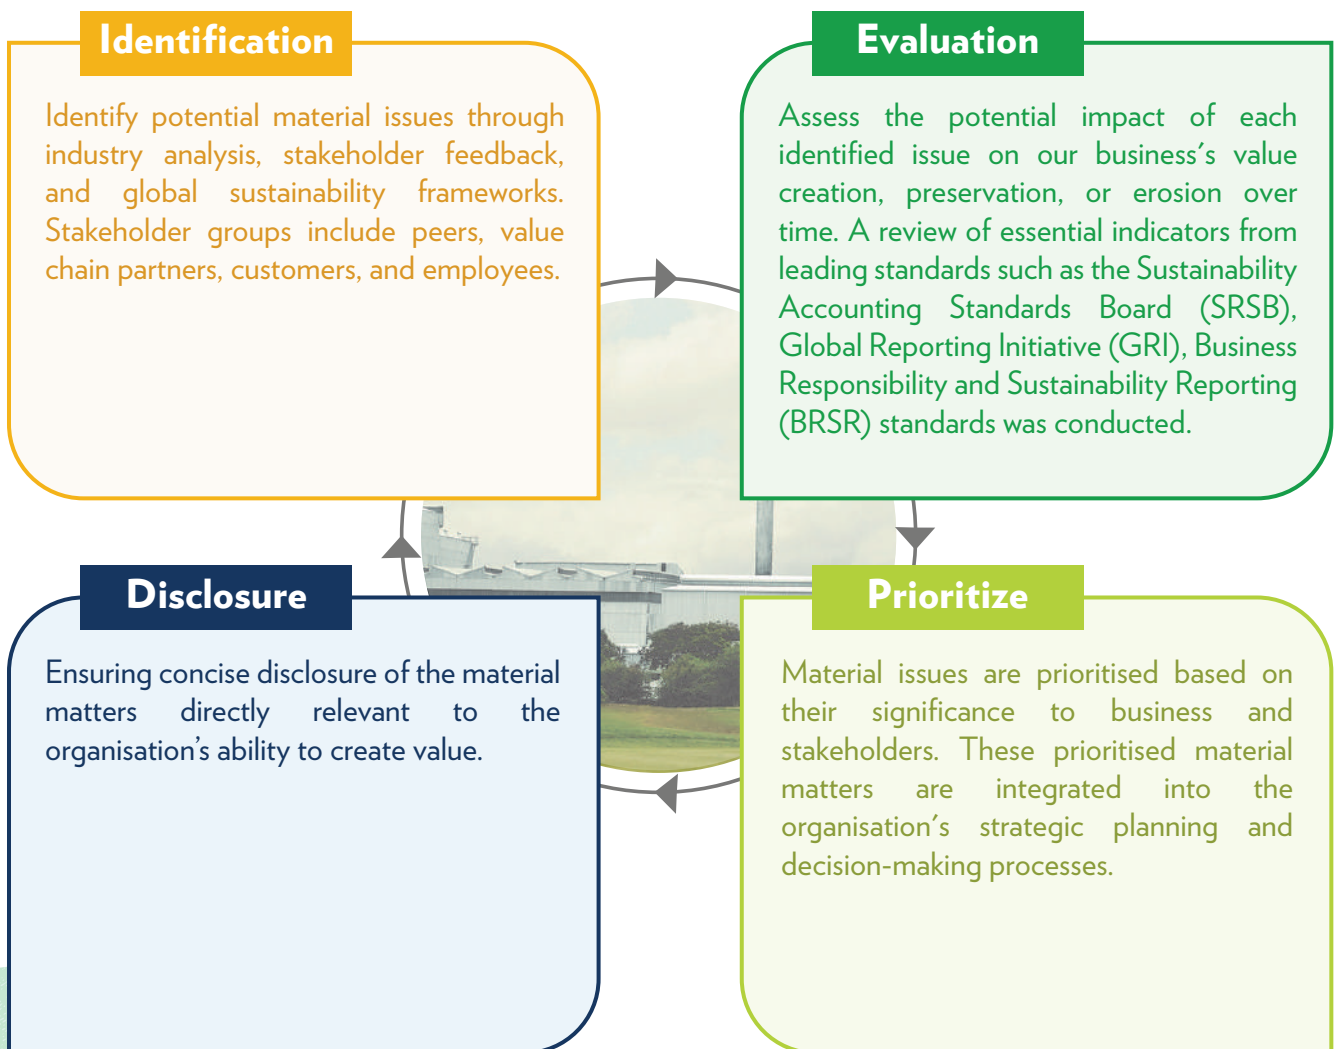 Identification
Identify potential material issues through
industry analysis, stakeholder feedback,
and global sustainability frameworks.
Stakeholder groups include peers, value
chain partners, customers, and employees.
Evaluation
Assess the potential impact of each
identified issue on our business's value
creation, preservation, or erosion over
time. A review of essential indicators from
leading standards such as the Sustainability
Accounting Standards Board (SRSB),
Global Reporting Initiative (GRI), Business
Responsibility and Sustainability Reporting
(BRSR) standards was conducted.
Disclosure
Ensuring concise disclosure of the material
matters directly relevant to the
organisation's ability to create value.
Prioritize
Material issues are prioritised based on
their significance to business and
stakeholders. These prioritised material
matters are integrated into the
organisation's strategic planning and
decision-making processes.